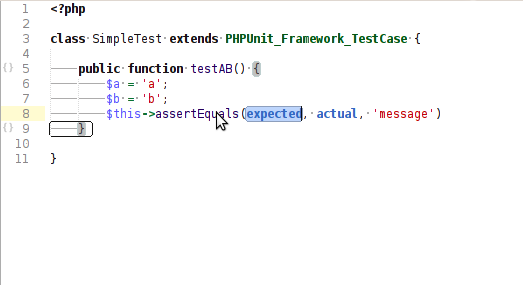 1 <?php
2
3 class SimpleTest extends PHPUnit_Framework_TestCase {
4
5 public function testAB() {
6 $a = 'a';
7 $b = 'b';
8 $this->assertEquals(expected, actual, 'message')
9 }
10
11 }